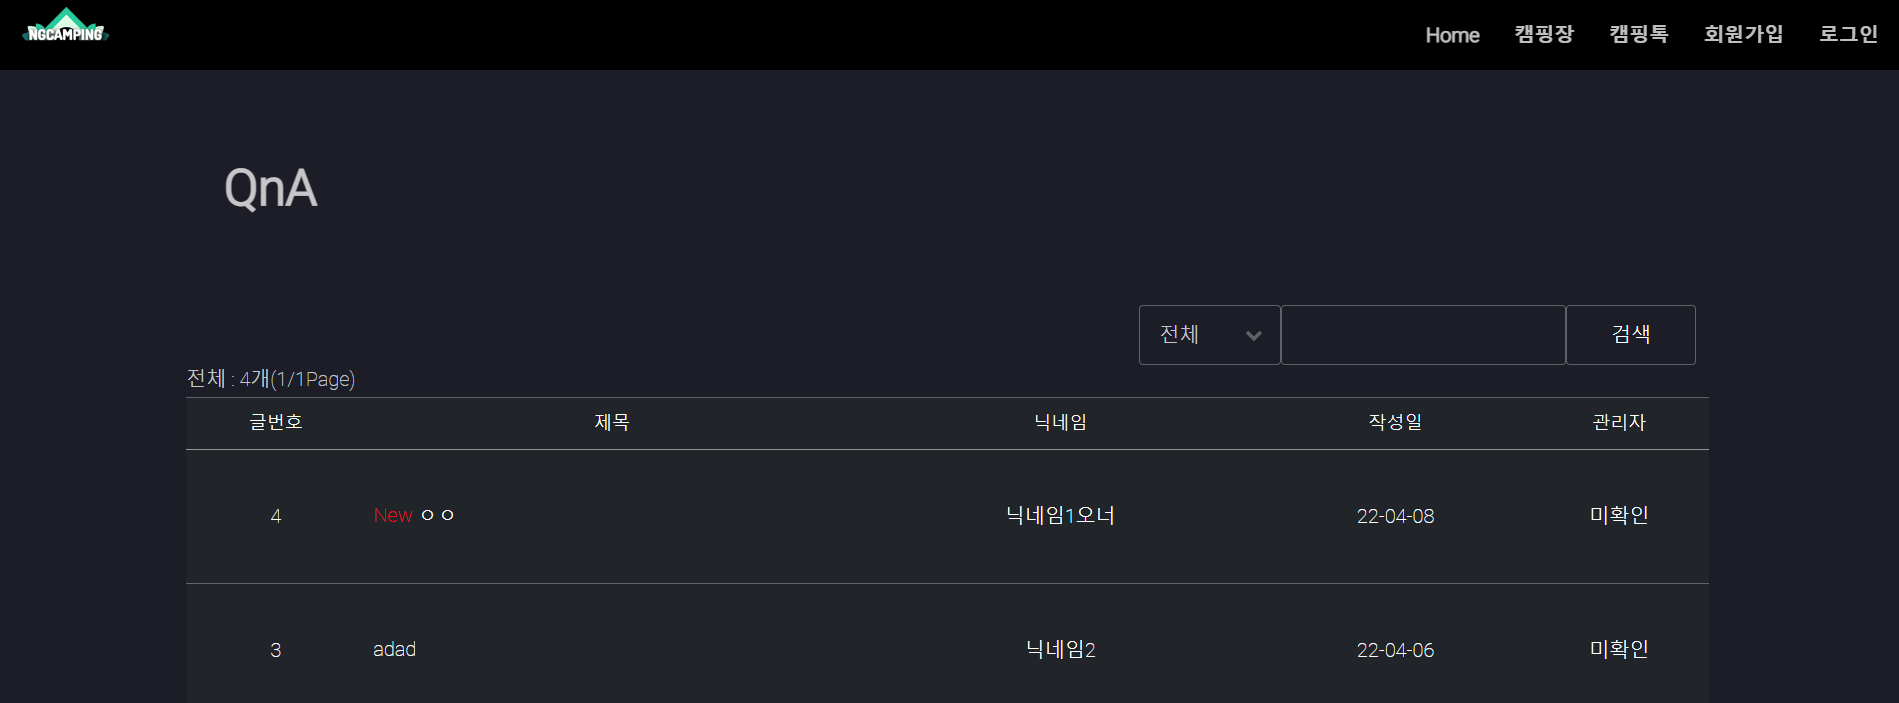 NGCAMPING Home 캠핑장 캠핑톡 회원가입 로그인
QnA
전체 검색
전체 : 4개(1/1Page)
글번호 제목 닉네임 작성일 관리자
4 New ㅇㅇ 닉네임1오너 22-04-08 미확인
3 adad 닉네임2 22-04-06 미확인